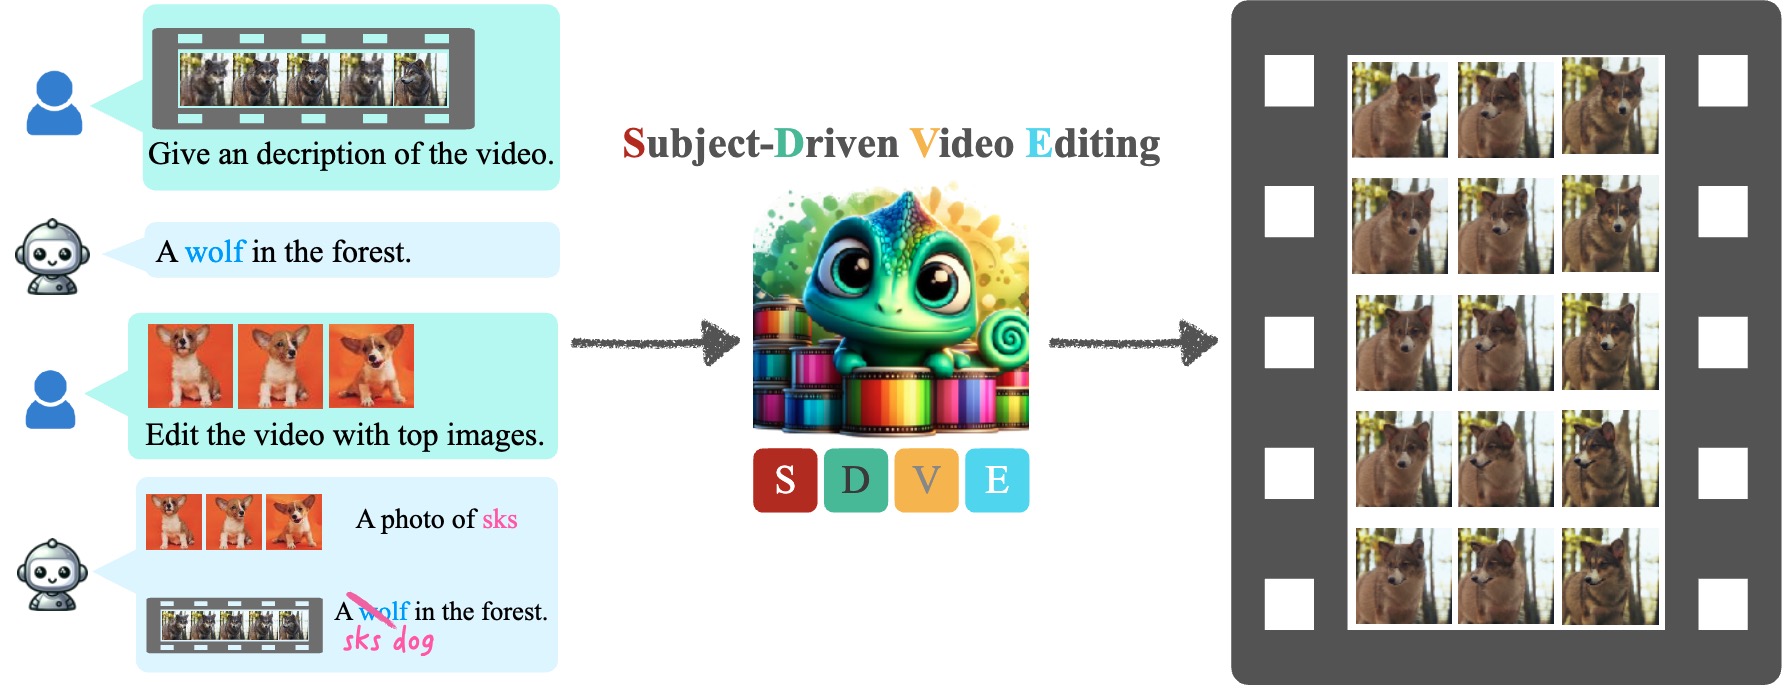 Give an decription of the video.
A wolf in the forest.
Edit the video with top images.
A photo of sks
A wolf in the forest.
sks dog
Subject-Driven Video Editing
S D V E